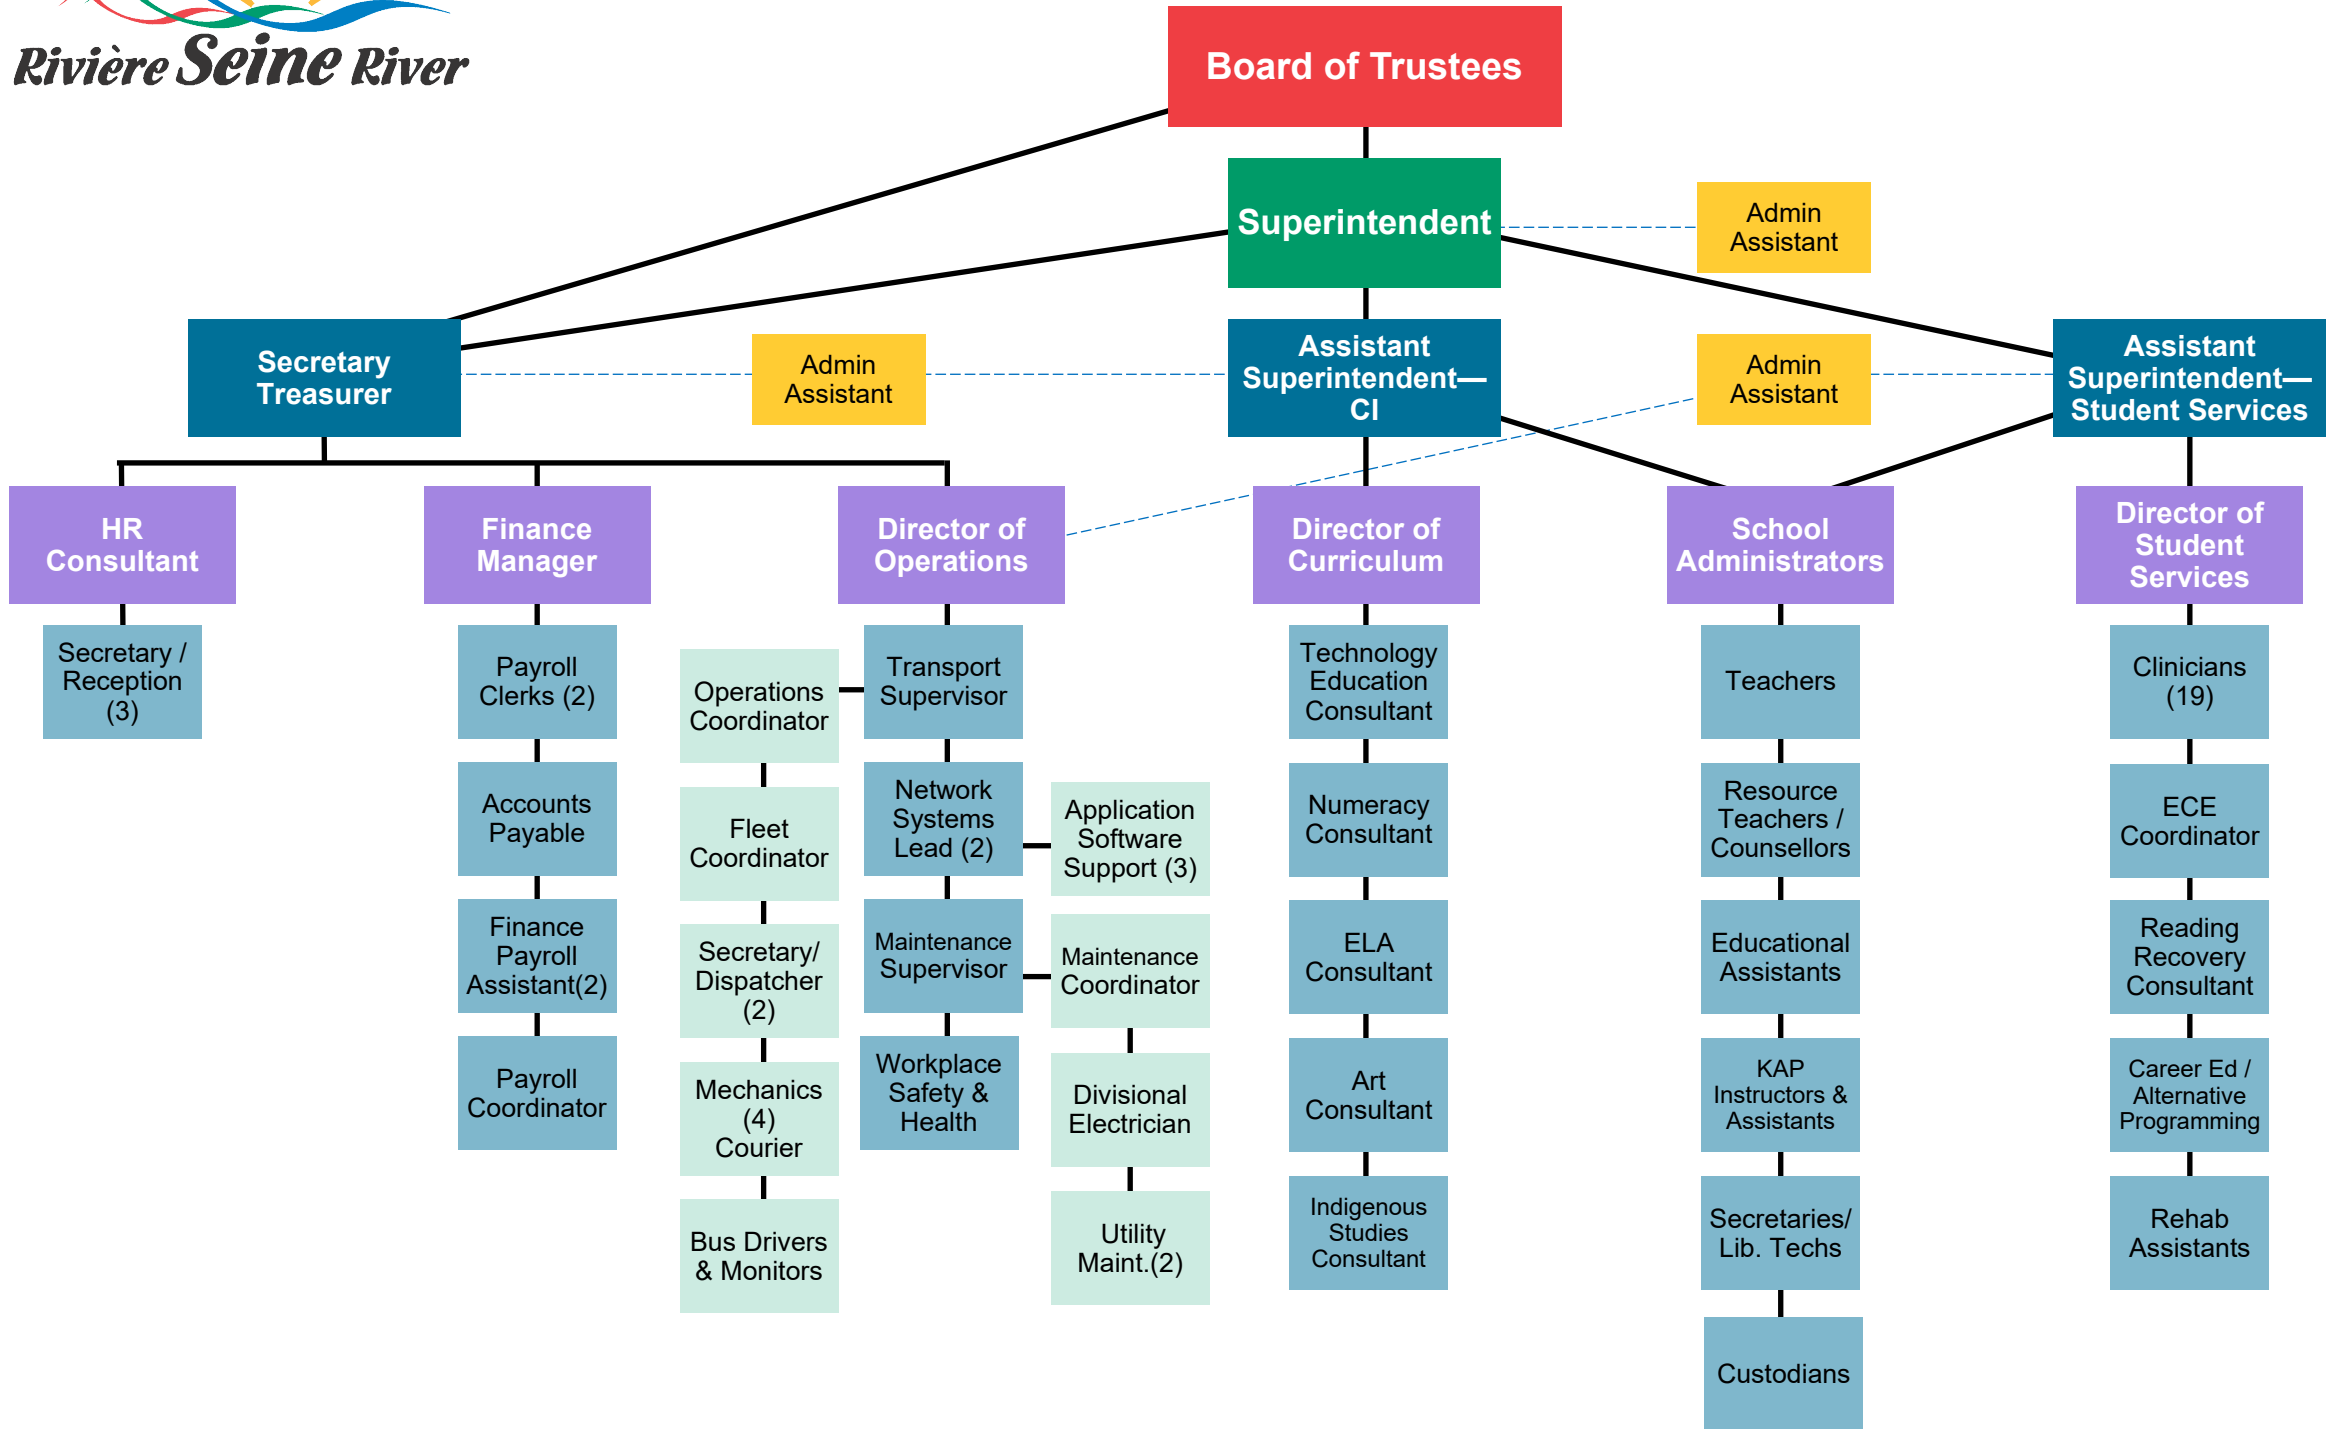 Rivière Seine River
Board of Trustees
Superintendent
Admin
Assistant
Secretary
Treasurer
Admin
Assistant
Assistant
Superintendent—
CI
Admin
Assistant
Assistant
Superintendent—
Student Services
HR
Consultant
Finance
Manager
Director of
Operations
Director of
Curriculum
School
Administrators
Director of
Student
Services
Secretary /
Reception
(3)
Payroll
Clerks (2)
Accounts
Payable
Finance
Payroll
Assistant(2)
Payroll
Coordinator
Operations
Coordinator
Fleet
Coordinator
Secretary/
Dispatcher
(2)
Mechanics
(4)
Courier
Bus Drivers
& Monitors
Transport
Supervisor
Network
Systems
Lead (2)
Maintenance
Supervisor
Workplace
Safety &
Health
Application
Software
Support (3)
Maintenance
Coordinator
Divisional
Electrician
Utility
Maint.(2)
Technology
Education
Consultant
Numeracy
Consultant
ELA
Consultant
Art
Consultant
Indigenous
Studies
Consultant
Teachers
Resource
Teachers /
Counsellors
Educational
Assistants
KAP
Instructors &
Assistants
Secretaries/
Lib. Techs
Custodians
Clinicians
(19)
ECE
Coordinator
Reading
Recovery
Consultant
Career Ed /
Alternative
Programming
Rehab
Assistants